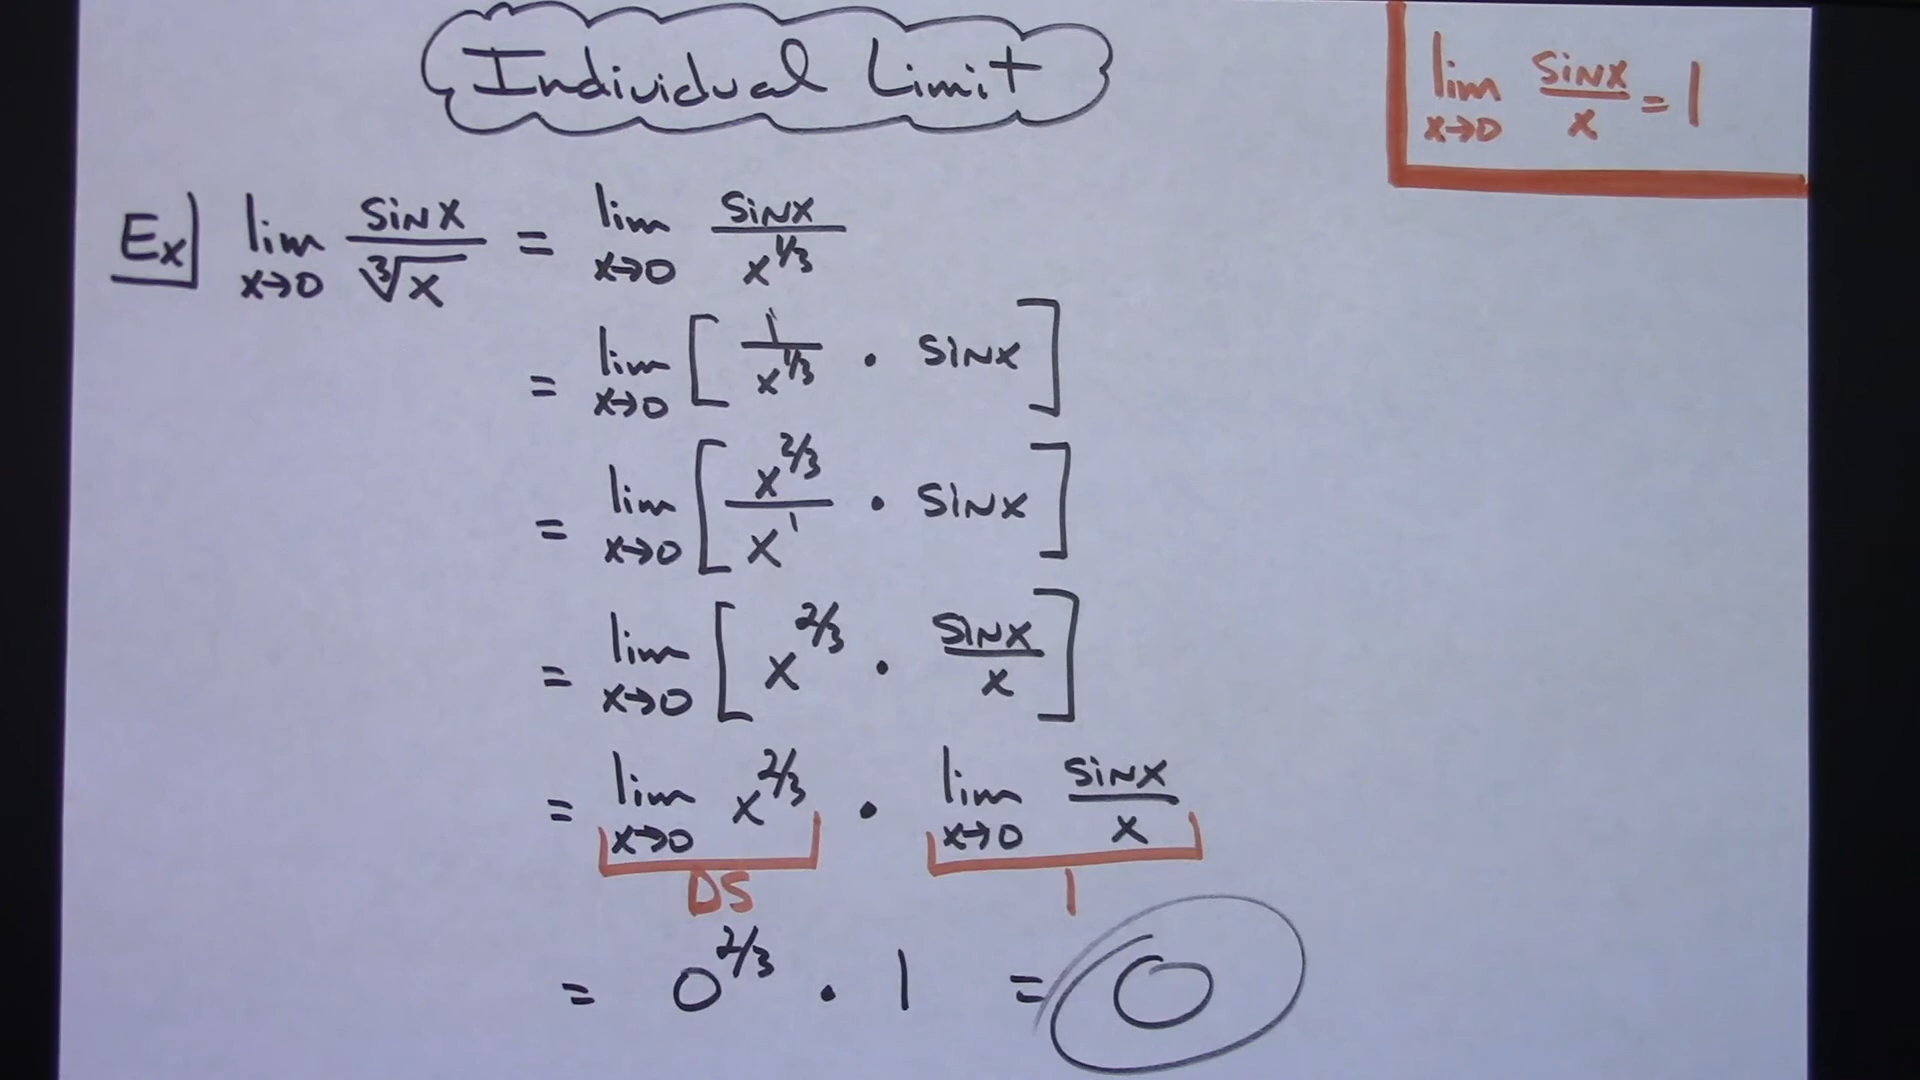 Individual Limit
lim x→0 sinx/x = 1
Ex lim x→0 sinx/∛x = lim x→0 sinx/x^1/3
= lim x→0 [ 1/x^1/3 · sinx ]
= lim x→0 [ x^2/3/x^1 · sinx ]
= lim x→0 [ x^2/3 · sinx/x ]
= lim x→0 x^2/3 · lim x→0 sinx/x
DS 1
= 0^2/3 · 1 = 0